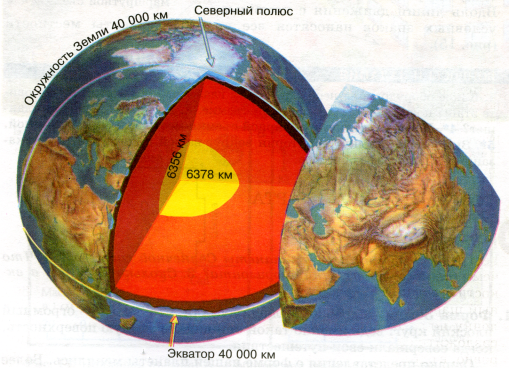 Северный полюс
Окружность Земли 40 000 км
6356 км
6378 км
Экватор 40 000 км